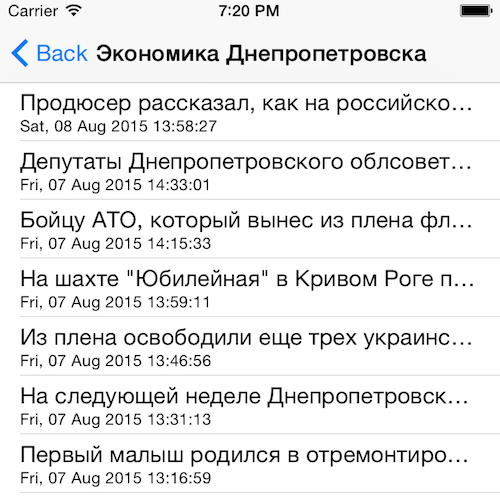 Carrier 7:20 PM
Back Экономика Днепропетровска
Продюсер рассказал, как на российско…
Sat, 08 Aug 2015 13:58:27
Депутаты Днепропетровского облсовет…
Fri, 07 Aug 2015 14:33:01
Бойцу АТО, который вынес из плена фл…
Fri, 07 Aug 2015 14:15:33
На шахте "Юбилейная" в Кривом Роге п…
Fri, 07 Aug 2015 13:59:11
Из плена освободили еще трех украинс…
Fri, 07 Aug 2015 13:46:56
На следующей неделе Днепропетровск…
Fri, 07 Aug 2015 13:31:13
Первый малыш родился в отремонтиро…
Fri, 07 Aug 2015 13:16:59